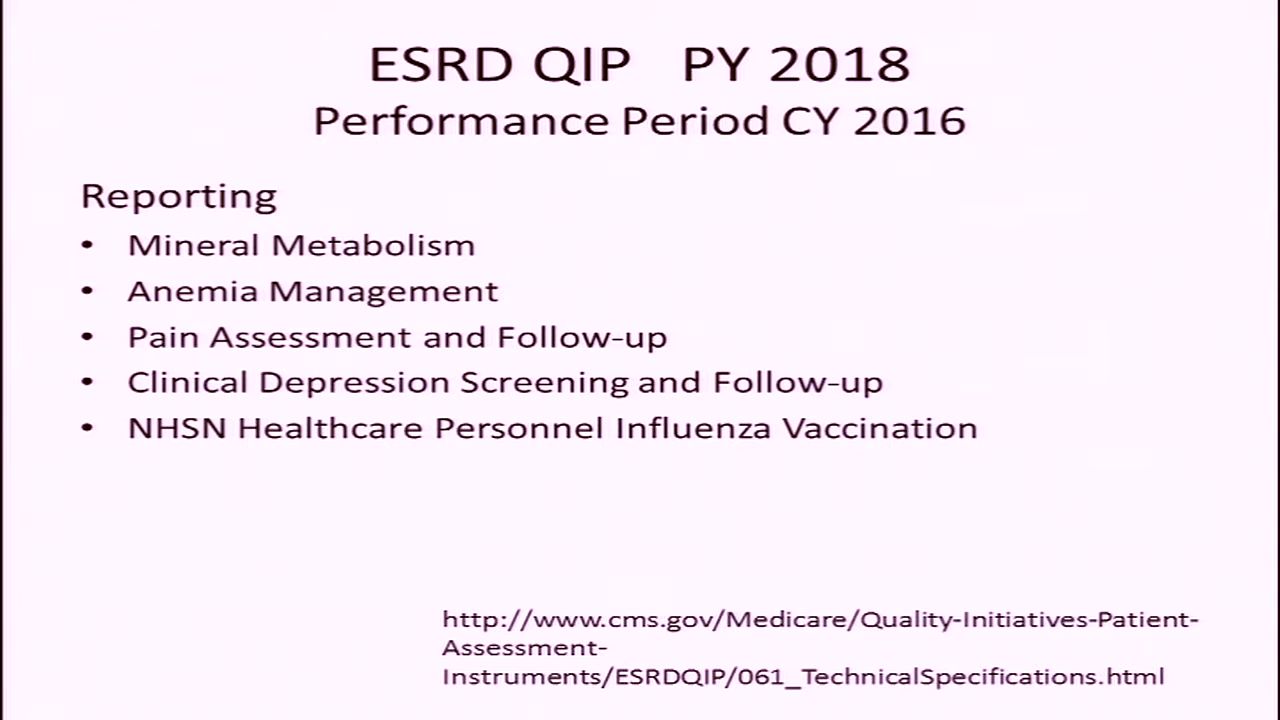 ESRD QIP PY 2018
Performance Period CY 2016
Reporting
• Mineral Metabolism
• Anemia Management
• Pain Assessment and Follow-up
• Clinical Depression Screening and Follow-up
• NHSN Healthcare Personnel Influenza Vaccination
http://www.cms.gov/Medicare/Quality-Initiatives-Patient-
Assessment-
Instruments/ESRDQIP/061_TechnicalSpecifications.html